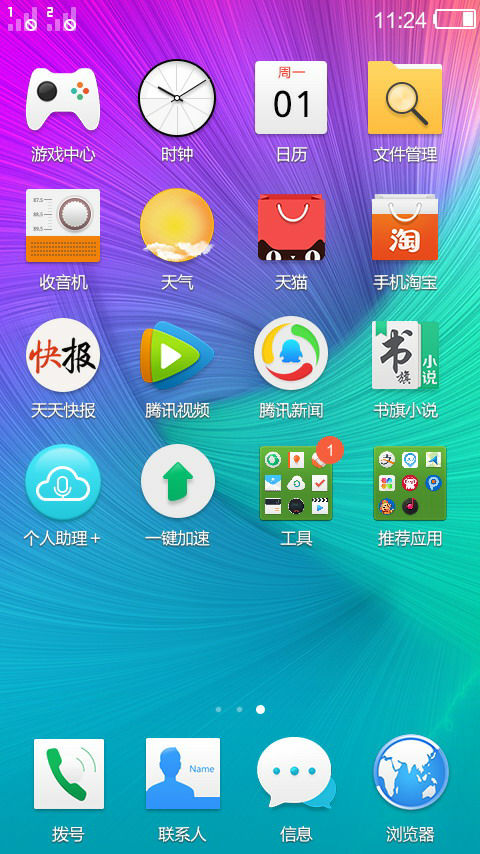 1 2 11:24
周一
01
游戏中心 时钟 日历 文件管理
87.5
88.5
89.5
淘
收音机 天气 天猫 手机淘宝
快报
书旗小说
天天快报 腾讯视频 腾讯新闻 书旗小说
1
个人助理+ 一键加速 工具 推荐应用
Name
拨号 联系人 信息 浏览器